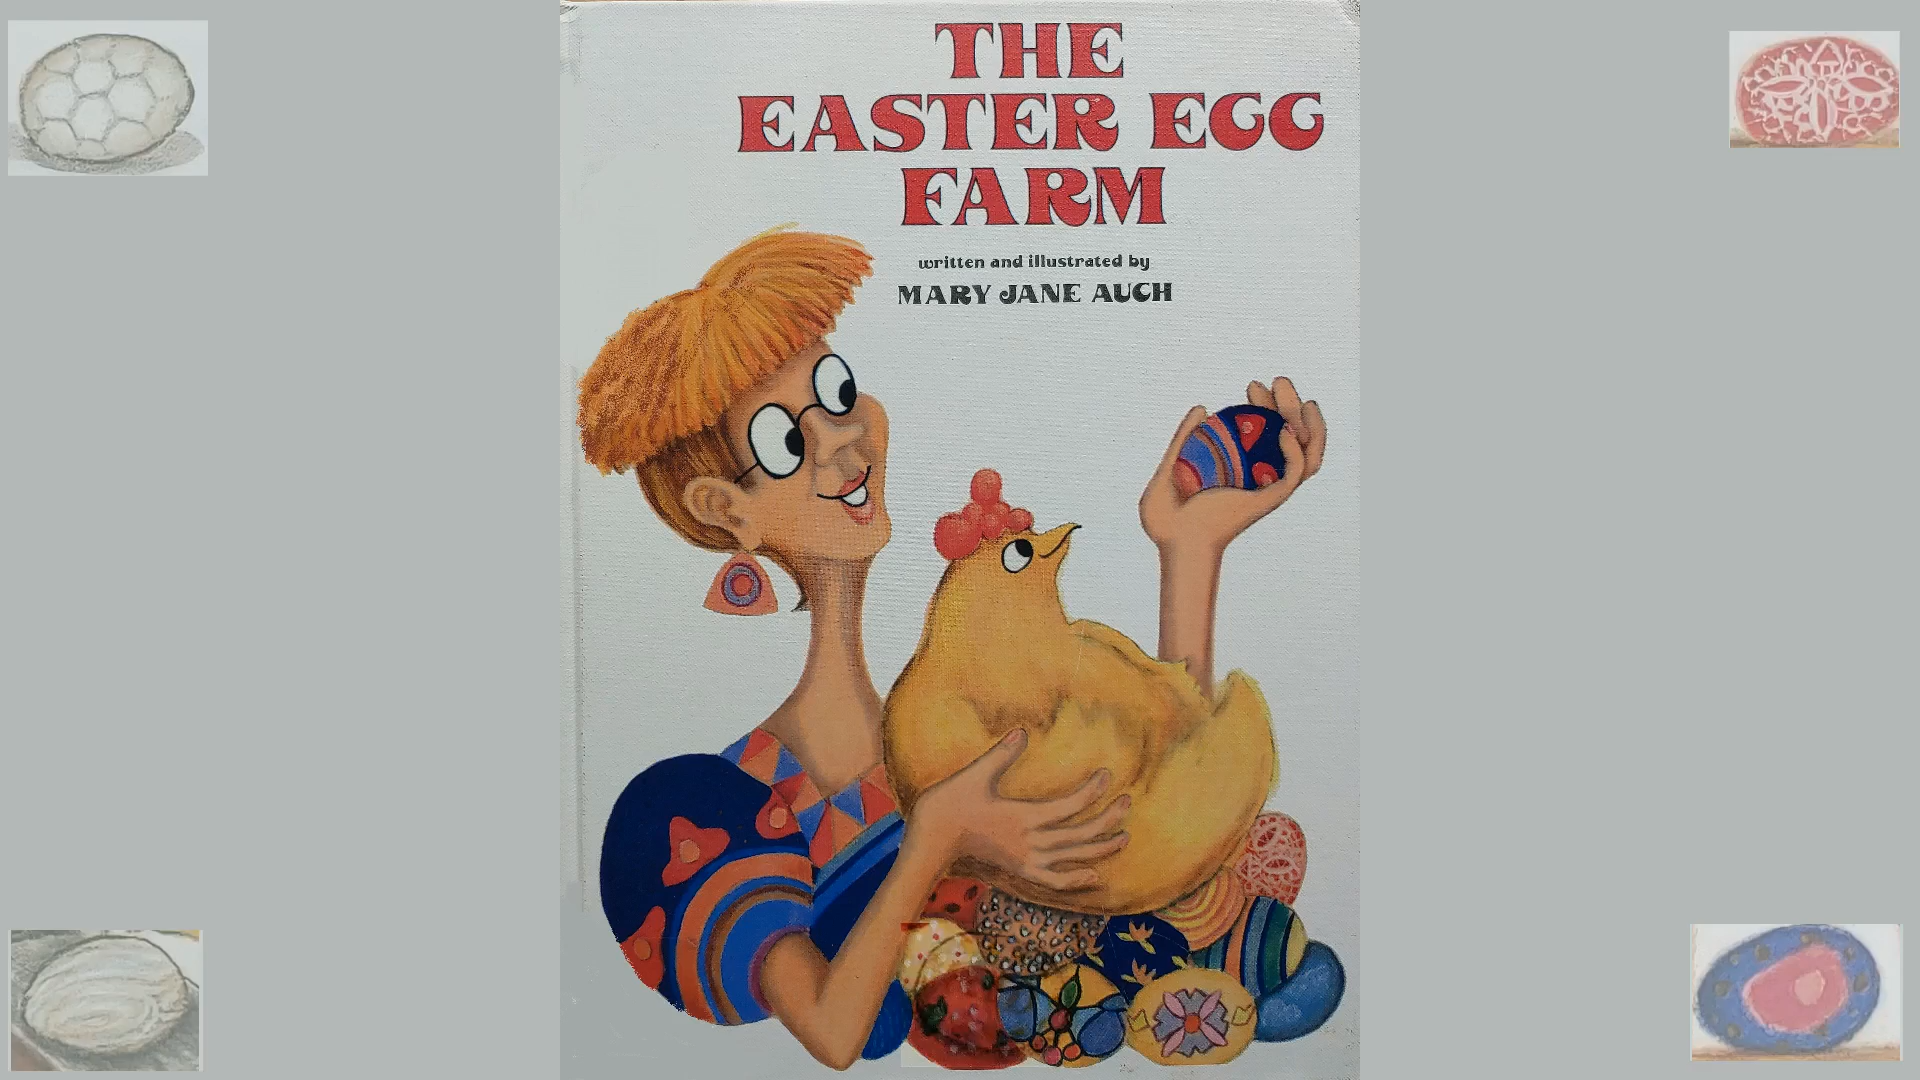 THE
EASTER EGG
FARM
written and illustrated by
MARY JANE AUCH